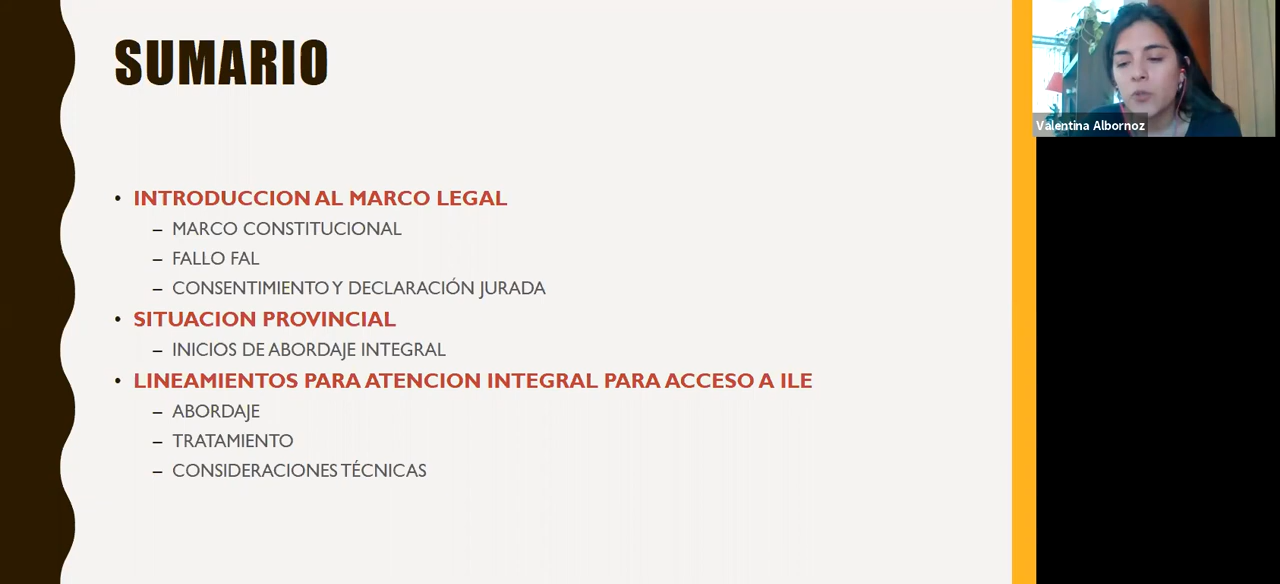 SUMARIO
• INTRODUCCION AL MARCO LEGAL
– MARCO CONSTITUCIONAL
– FALLO FAL
– CONSENTIMIENTO Y DECLARACIÓN JURADA
• SITUACION PROVINCIAL
– INICIOS DE ABORDAJE INTEGRAL
• LINEAMIENTOS PARA ATENCION INTEGRAL PARA ACCESO A ILE
– ABORDAJE
– TRATAMIENTO
– CONSIDERACIONES TÉCNICAS
Valentina Albornoz